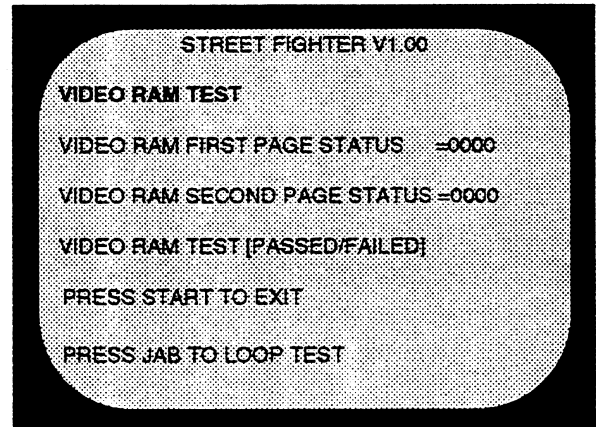 STREET FIGHTER V1.00
VIDEO RAM TEST
VIDEO RAM FIRST PAGE STATUS =0000
VIDEO RAM SECOND PAGE STATUS =0000
VIDEO RAM TEST [PASSED/FAILED]
PRESS START TO EXIT
PRESS JAB TO LOOP TEST